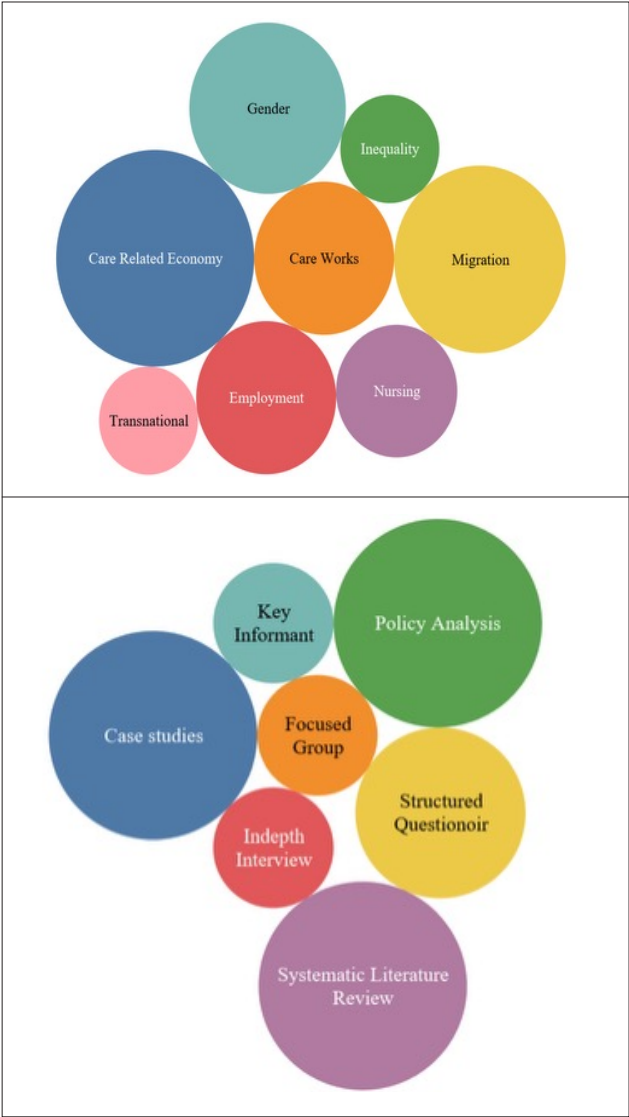 Gender
Inequality
Care Related Economy
Care Works
Migration
Nursing
Employment
Transnational
Key
Informant
Policy Analysis
Case studies
Focused
Group
Structured
Questionoir
Indepth
Interview
Systematic Literature
Review